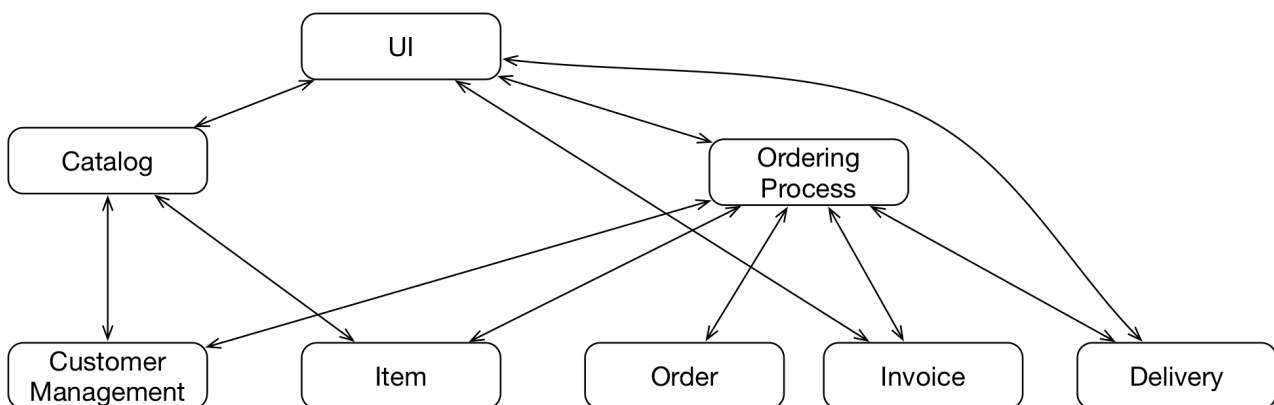 UI
Catalog
Ordering
Process
Customer
Management
Item
Order
Invoice
Delivery